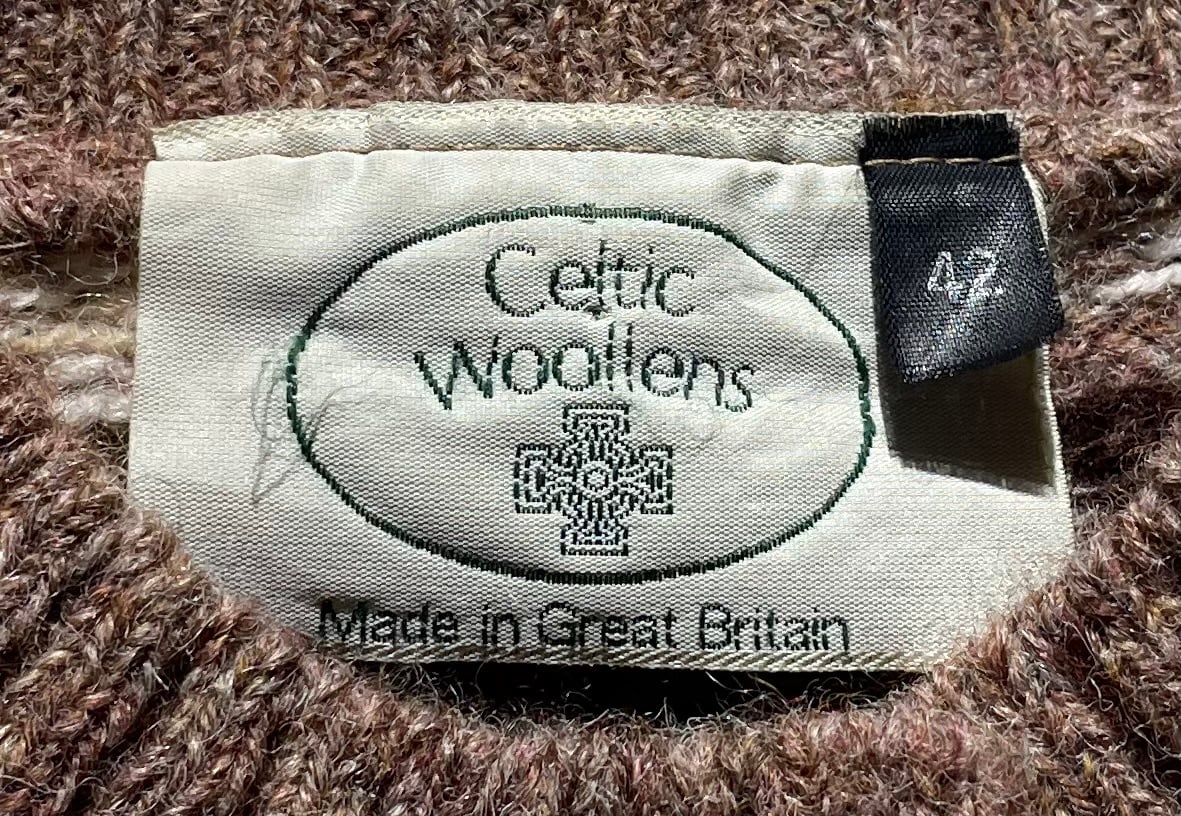 Celtic
Woollens
42
Made in Great Britain